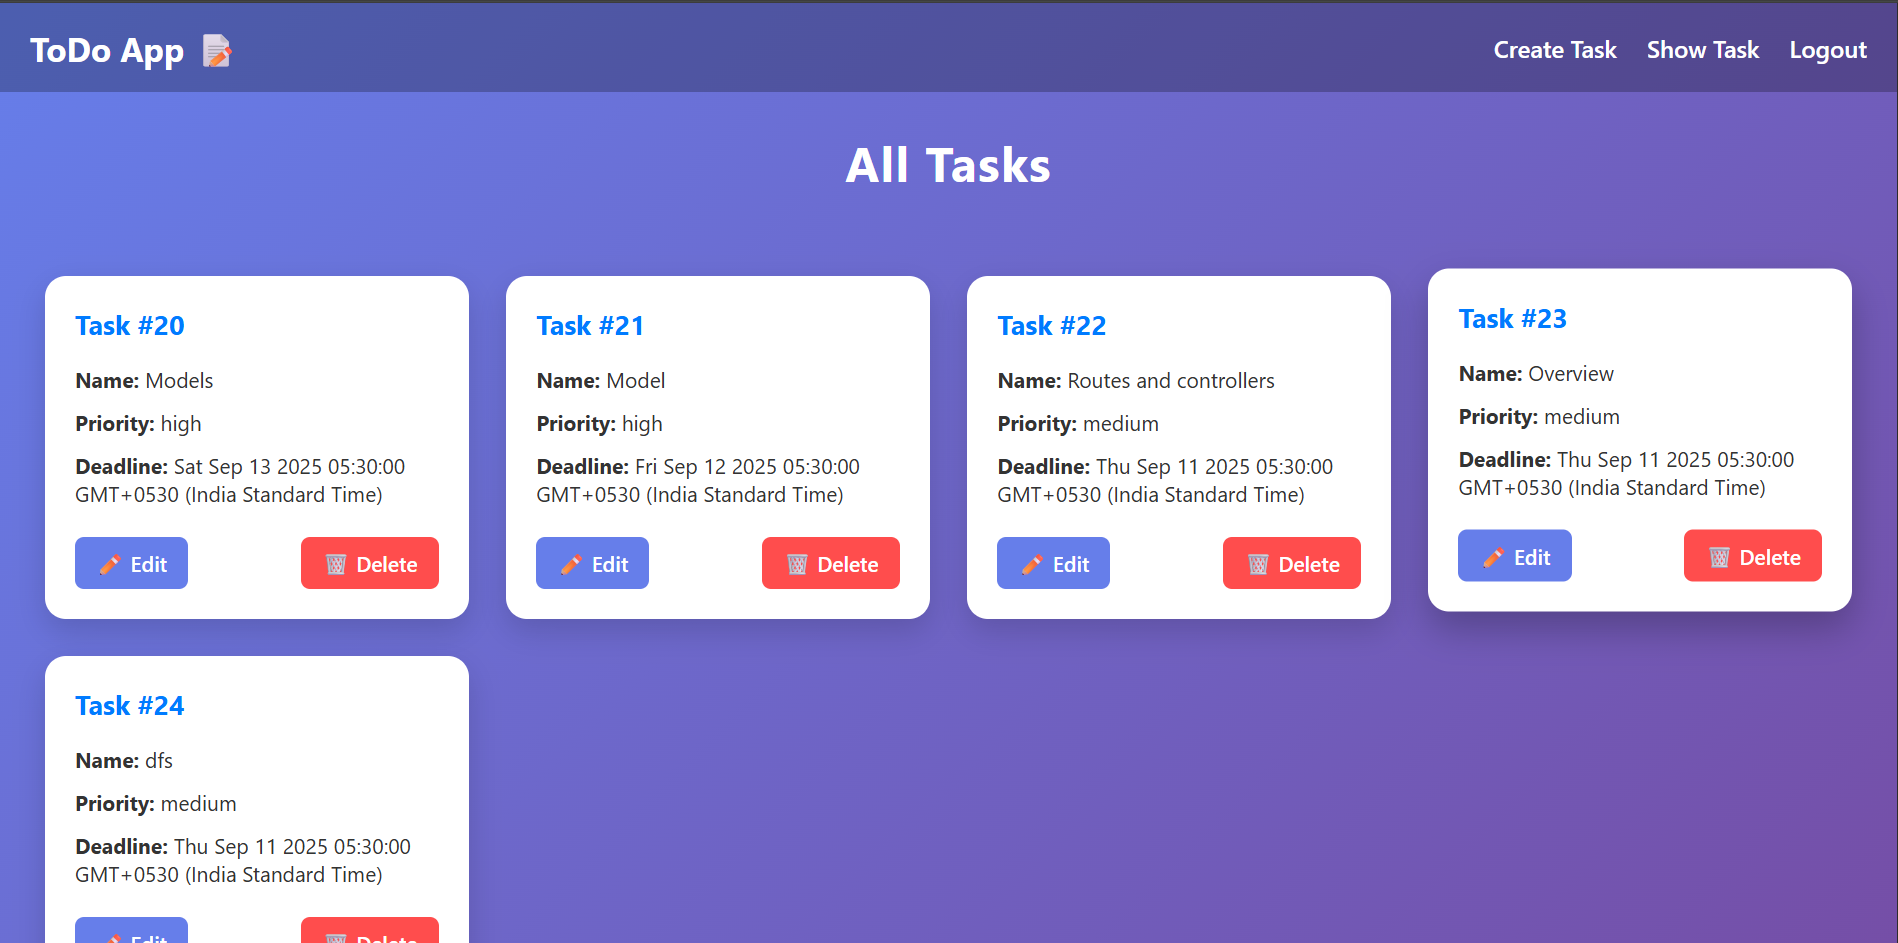 ToDo App
Create Task
Show Task
Logout
All Tasks
Task #20
Name: Models
Priority: high
Deadline: Sat Sep 13 2025 05:30:00
GMT+0530 (India Standard Time)
Edit
Delete
Task #21
Name: Model
Priority: high
Deadline: Fri Sep 12 2025 05:30:00
GMT+0530 (India Standard Time)
Edit
Delete
Task #22
Name: Routes and controllers
Priority: medium
Deadline: Thu Sep 11 2025 05:30:00
GMT+0530 (India Standard Time)
Edit
Delete
Task #23
Name: Overview
Priority: medium
Deadline: Thu Sep 11 2025 05:30:00
GMT+0530 (India Standard Time)
Edit
Delete
Task #24
Name: dfs
Priority: medium
Deadline: Thu Sep 11 2025 05:30:00
GMT+0530 (India Standard Time)
Edit
Delete